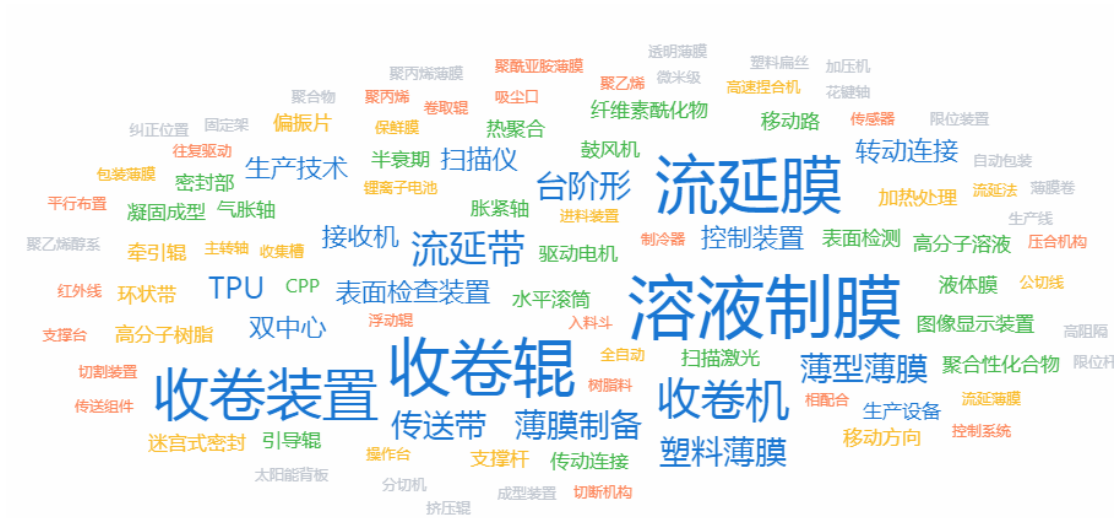 透明薄膜
塑料扁丝
加压机
聚丙烯薄膜
聚酰亚胺薄膜
聚乙烯
微米级
高速捏合机
花键轴
聚合物
聚丙烯
卷取辊
吸尘口
纤维素酰化物
移动路
传感器
限位装置
纠正位置
固定架
偏振片
保鲜膜
热聚合
鼓风机
转动连接
往复驱动
生产技术
半衰期
扫描仪
流延膜
自动包装
包装薄膜
密封部
锂离子电池
台阶形
加热处理
流延法
薄膜卷
平行布置
凝固成型
气胀轴
胀紧轴
进料装置
生产线
聚乙烯醇系
牵引辊
主转轴
收集槽
接收机
流延带
驱动电机
制冷器
控制装置
表面检测
高分子溶液
压合机构
红外线
环状带
TPU
CPP
表面检查装置
水平滚筒
溶液制膜
液体膜
公切线
支撑台
高分子树脂
双中心
浮动辊
入料斗
图像显示装置
高阻隔
切割装置
收卷辊
全自动
扫描激光
薄型薄膜
聚合性化合物
限位杆
传送组件
收卷装置
树脂料
收卷机
相配合
生产设备
流延薄膜
迷宫式密封
引导辊
传送带
薄膜制备
移动方向
控制系统
太阳能背板
操作台
支撑杆
传动连接
塑料薄膜
分切机
成型装置
切断机构
挤压辊